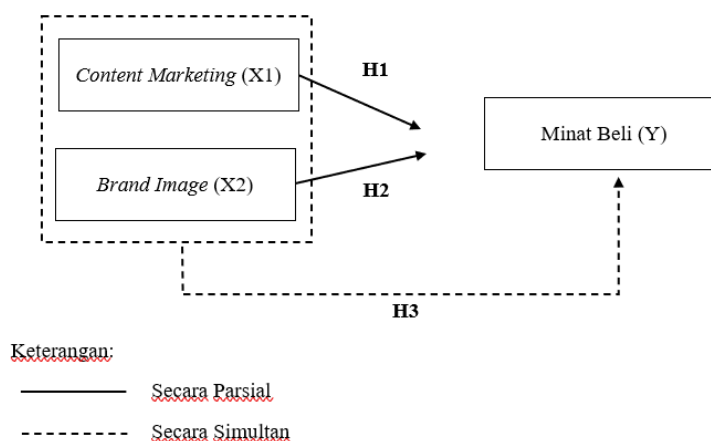 Content Marketing (X1)
H1
Minat Beli (Y)
Brand Image (X2)
H2
H3
Keterangan:
Secara Parsial
Secara Simultan